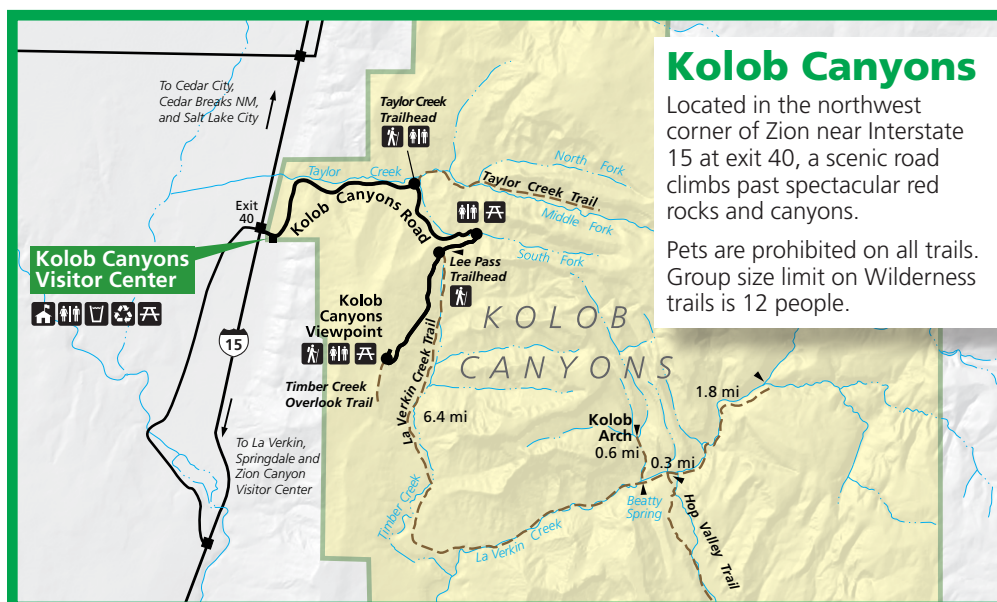 Kolob Canyons
Located in the northwest
corner of Zion near Interstate
15 at exit 40, a scenic road
climbs past spectacular red
rocks and canyons.
Pets are prohibited on all trails.
Group size limit on Wilderness
trails is 12 people.
To Cedar City,
Cedar Breaks NM,
and Salt Lake City
Taylor Creek
Trailhead
North Fork
Taylor Creek
Taylor Creek Trail
Middle Fork
Exit
40
Kolob Canyons Road
South Fork
Kolob Canyons
Visitor Center
Lee Pass
Trailhead
Kolob
Canyons
Viewpoint
KOLOB
CANYONS
15
La Verkin Creek Trail
Timber Creek
Overlook Trail
6.4 mi
1.8 mi
Kolob
Arch
0.6 mi
0.3 mi
To La Verkin,
Springdale and
Zion Canyon
Visitor Center
Timber Creek
Beatty
Spring
Hop Valley Trail
La Verkin Creek